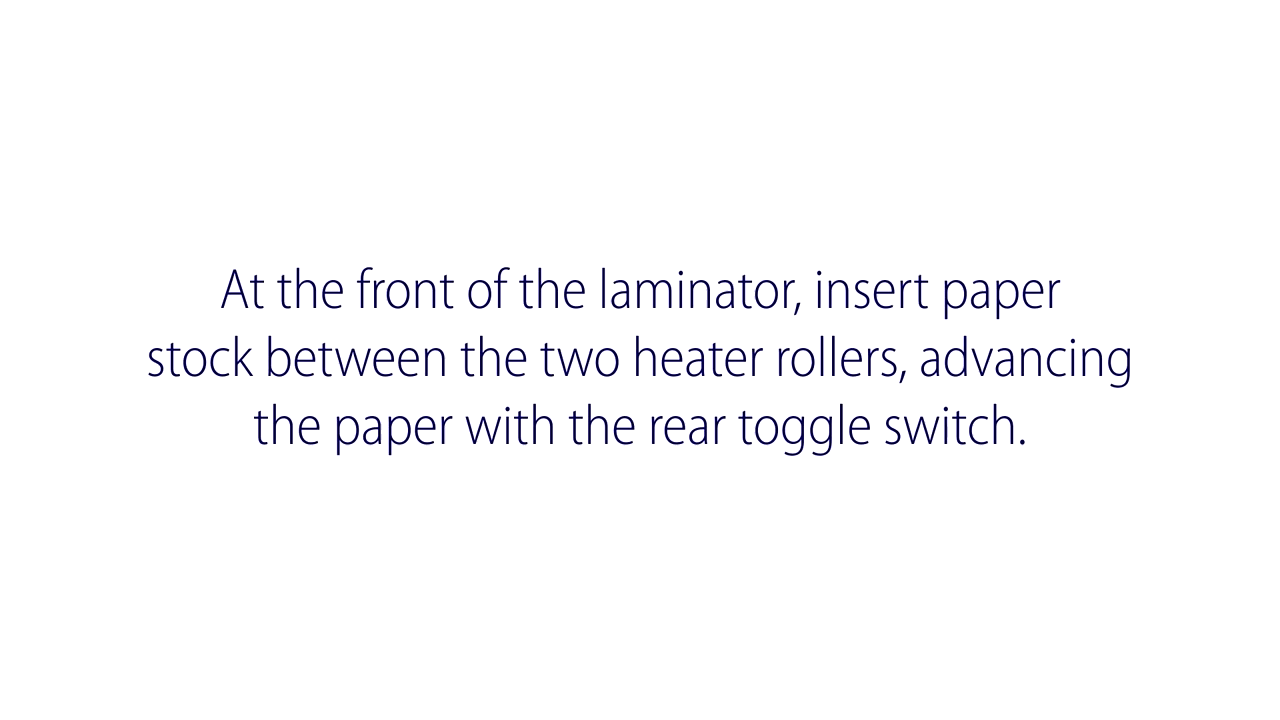 At the front of the laminator, insert paper
stock between the two heater rollers, advancing
the paper with the rear toggle switch.